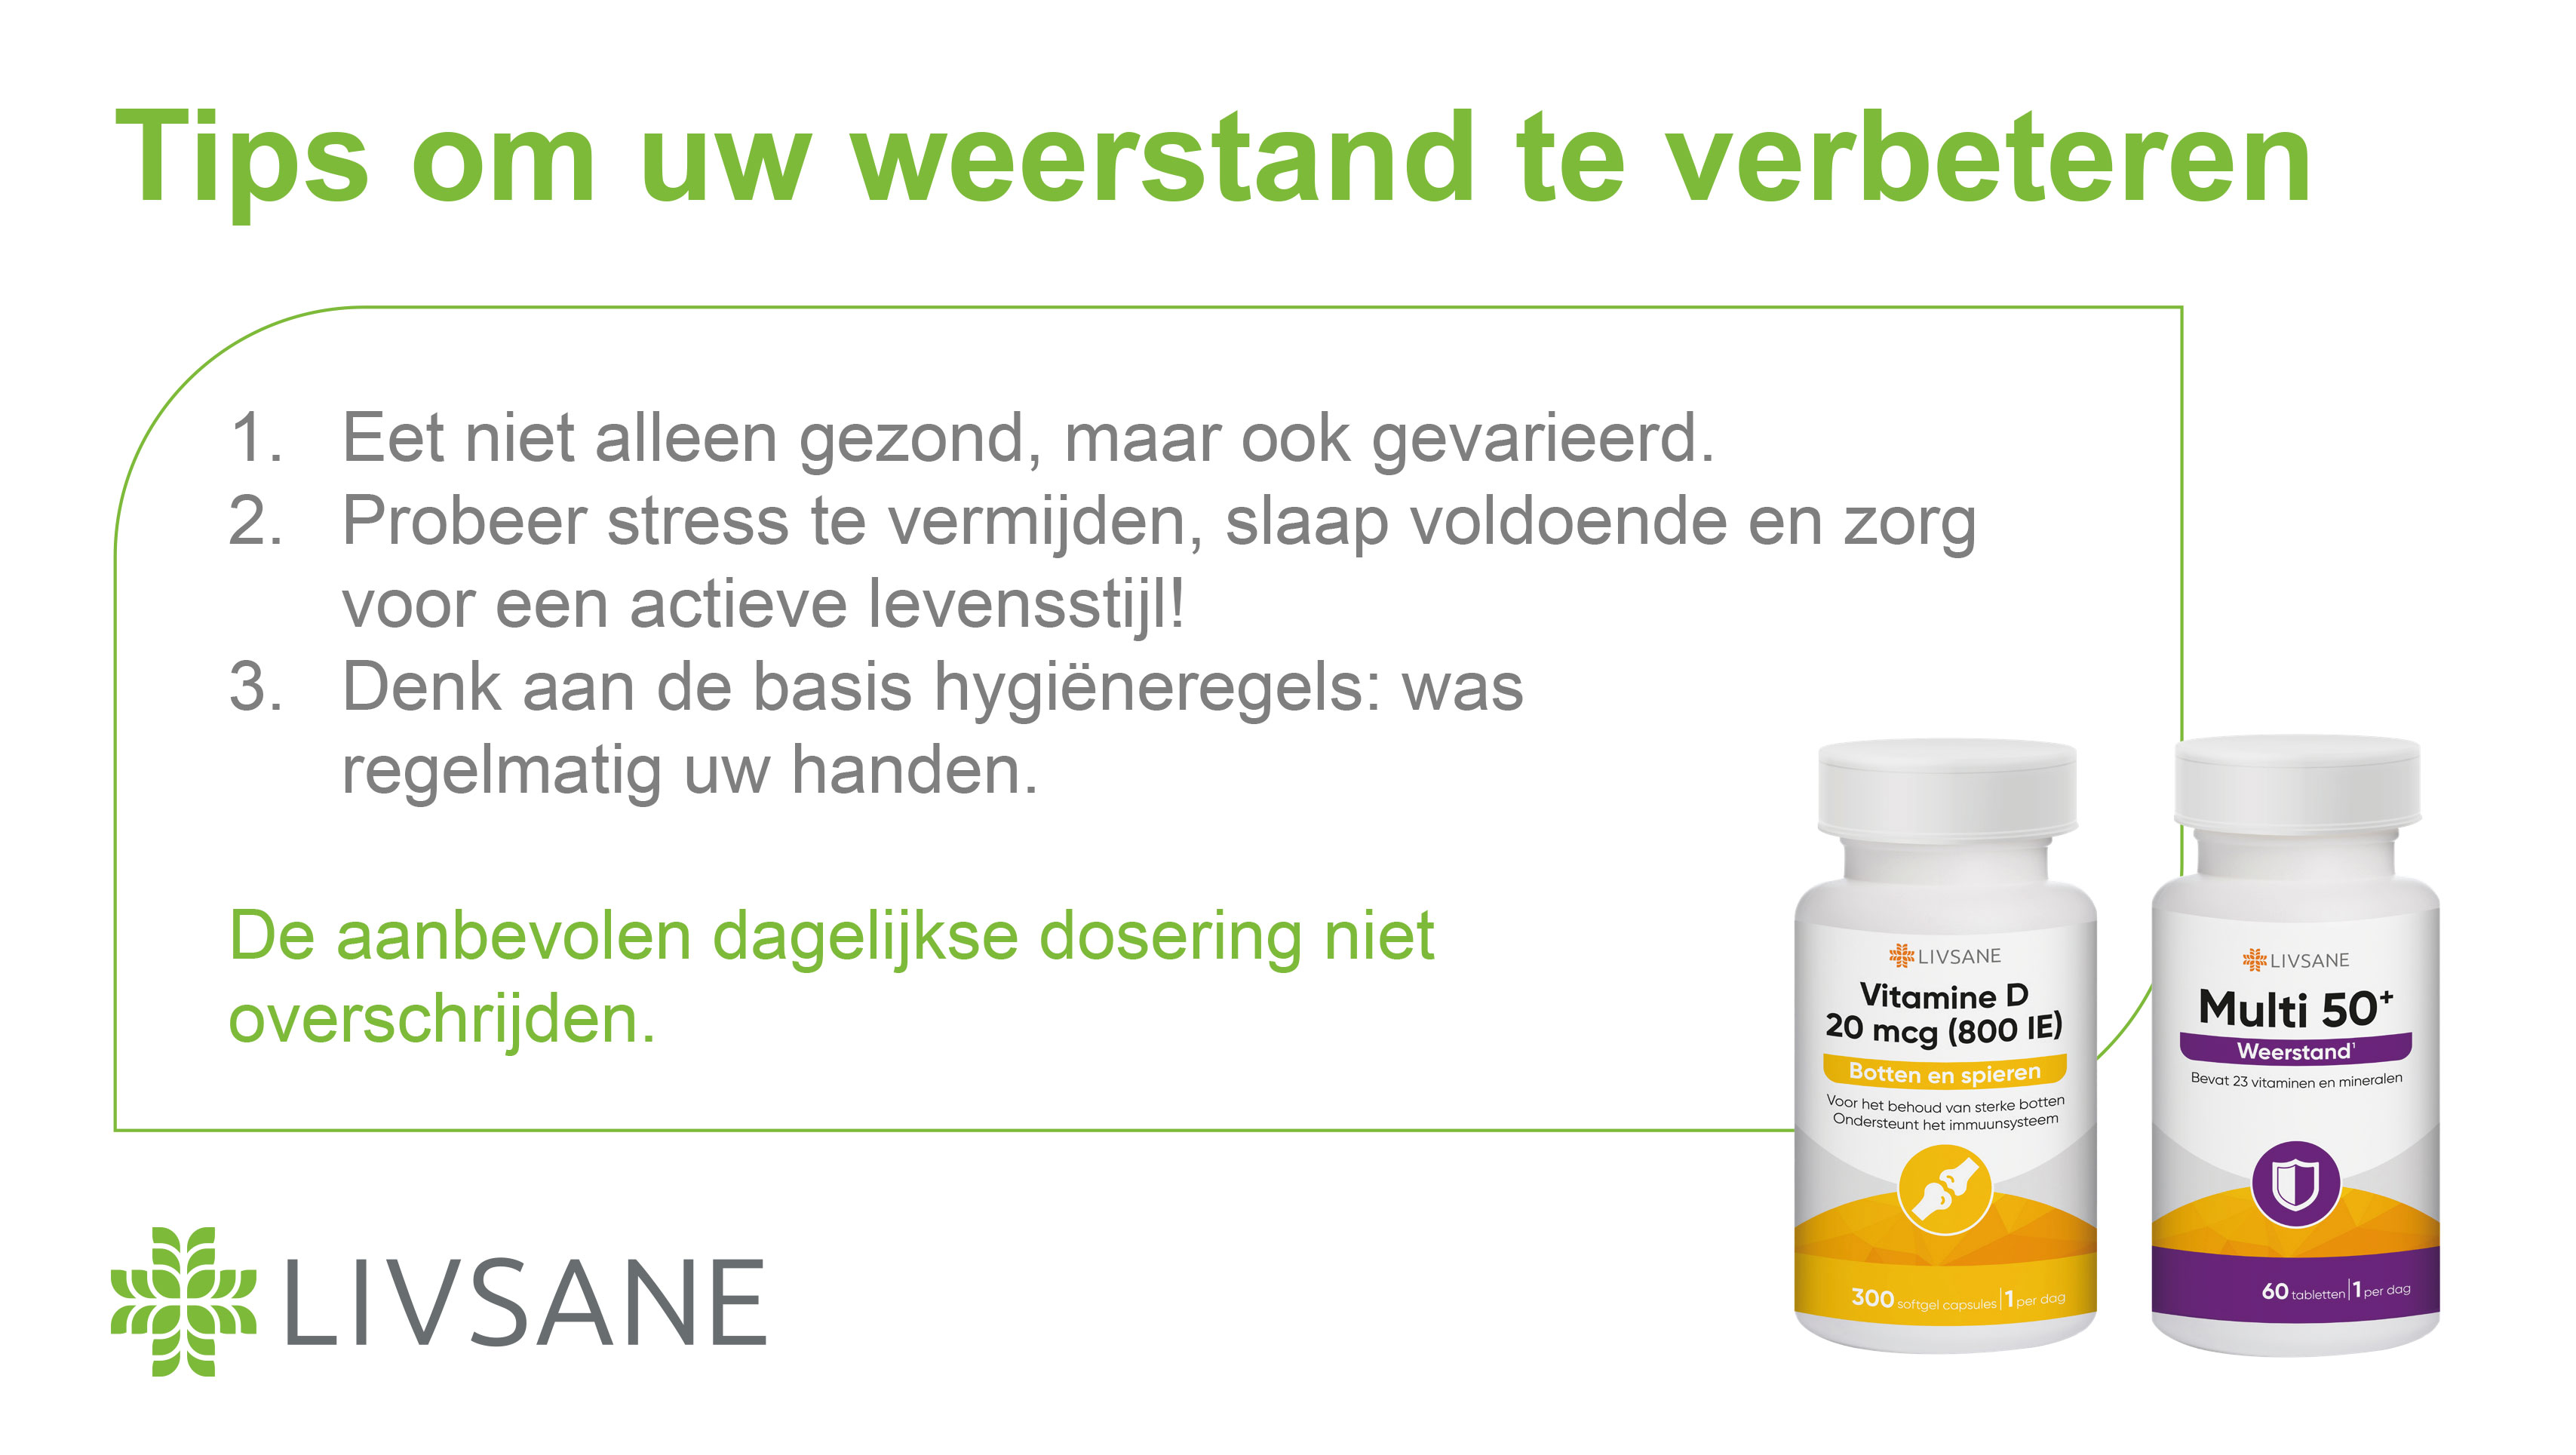 Tips om uw weerstand te verbeteren
1. Eet niet alleen gezond, maar ook gevarieerd.
2. Probeer stress te vermijden, slaap voldoende en zorg
voor een actieve levensstijl!
3. Denk aan de basis hygiëneregels: was
regelmatig uw handen.
De aanbevolen dagelijkse dosering niet
overschrijden.
LIVSANE
Vitamine D
20 mcg (800 IE)
Botten en spieren
Voor het behoud van sterke botten
Ondersteunt het immuunsysteem
300 softgel capsules | 1 per dag
LIVSANE
Multi 50⁺
Weerstand¹
Bevat 23 vitaminen en mineralen
60 tabletten | 1 per dag
LIVSANE